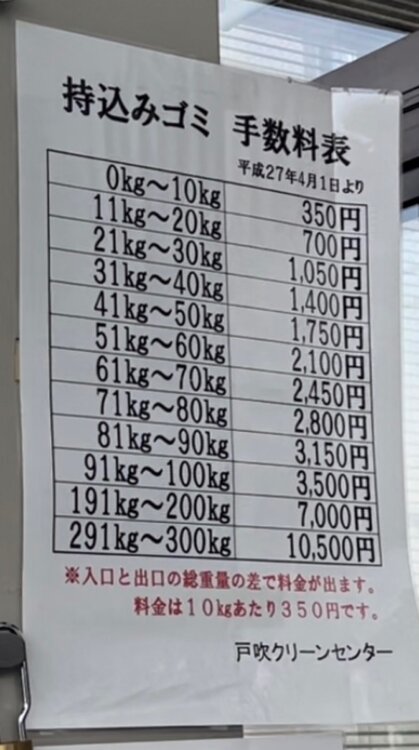 持込みゴミ 手数料表
平成27年4月1日より
0kg～10kg 350円
11kg～20kg 700円
21kg～30kg 1,050円
31kg～40kg 1,400円
41kg～50kg 1,750円
51kg～60kg 2,100円
61kg～70kg 2,450円
71kg～80kg 2,800円
81kg～90kg 3,150円
91kg～100kg 3,500円
191kg～200kg 7,000円
291kg～300kg 10,500円
※入口と出口の総重量の差で料金が出ます。
料金は１０kgあたり３５０円です。
戸吹クリーンセンター